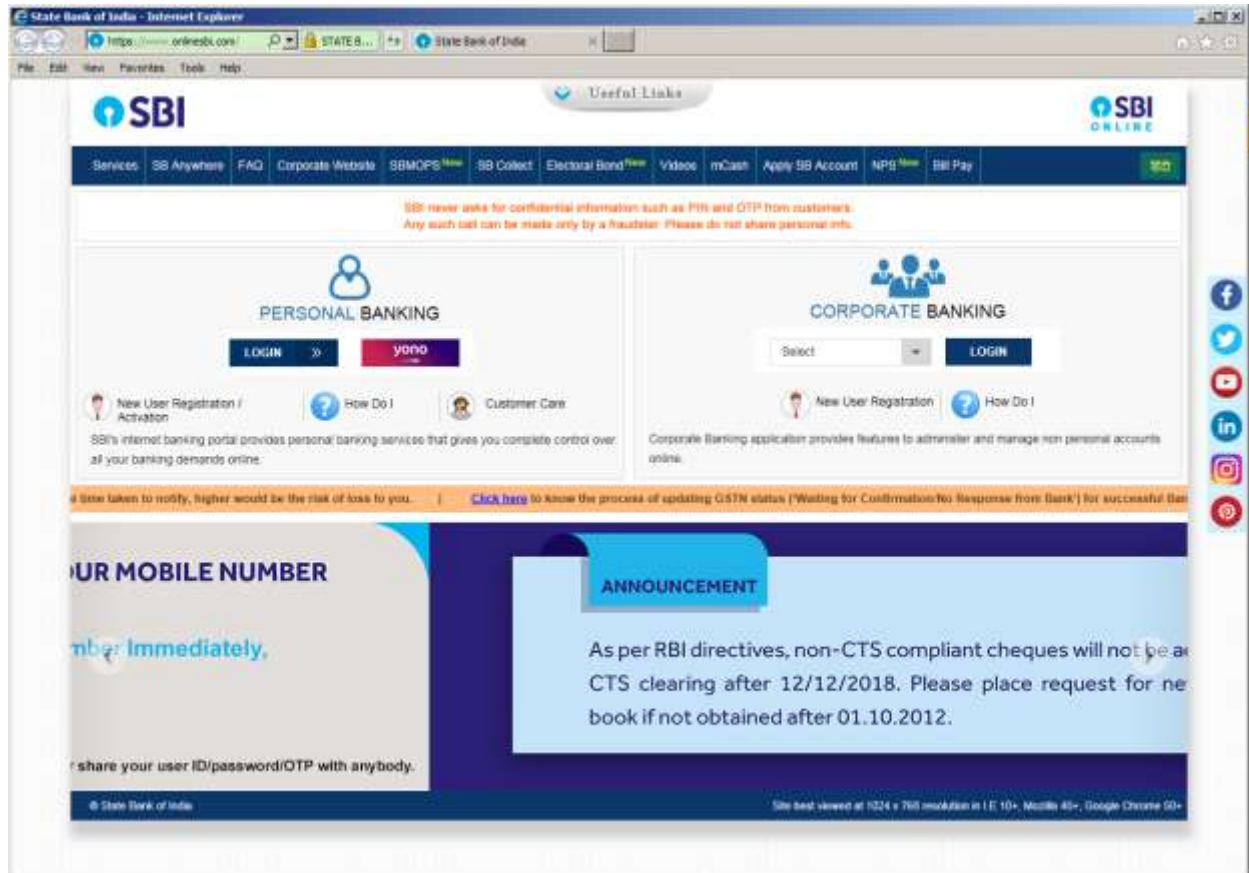 State Bank of India - Internet Explorer
https://www.onlinesbi.com/ STATE B... State Bank of India
File Edit View Favorites Tools Help
SBI
Useful Links
SBI
ONLINE
Services SB Anywhere FAQ Corporate Website SBMOPS New SB Collect Electoral Bond New Videos mCash Apply SB Account NPS New Bill Pay
SBI never asks for confidential information such as PIN and OTP from customers.
Any such call can be made only by a fraudster. Please do not share personal info.
PERSONAL BANKING
LOGIN »
yono
New User Registration /
Activation
How Do I
Customer Care
SBI's internet banking portal provides personal banking services that gives you complete control over
all your banking demands online.
CORPORATE BANKING
Select LOGIN
New User Registration How Do I
Corporate Banking application provides features to administer and manage non personal accounts
online.
time taken to notify, higher would be the risk of loss to you. | Click here to know the process of updating GSTN status ('Waiting for Confirmation/No Response from Bank') for successful Ban
UR MOBILE NUMBER
mber Immediately,
share your user ID/password/OTP with anybody.
ANNOUNCEMENT
As per RBI directives, non-CTS compliant cheques will not be a
CTS clearing after 12/12/2018. Please place request for ne
book if not obtained after 01.10.2012.
© State Bank of India
Site best viewed at 1024 x 768 resolution in I.E 10+, Mozilla 40+, Google Chrome 50+